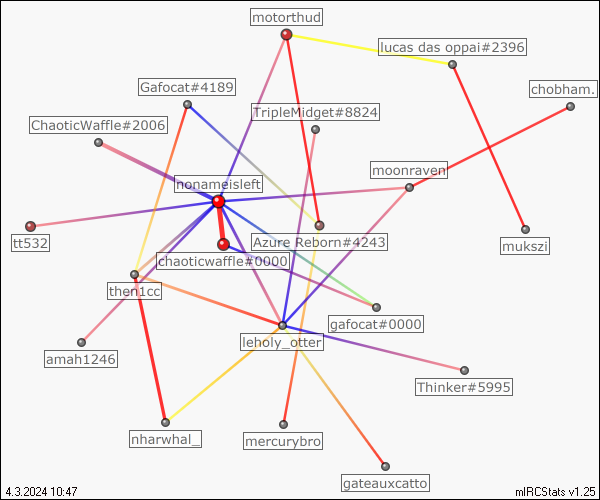 motorthud
lucas das oppai#2396
Gafocat#4189
chobham.
TripleMidget#8824
ChaoticWaffle#2006
moonraven
nonameisleft
tt532
Azure Reborn#4243
mukszi
chaoticwaffle#0000
then1cc
gafocat#0000
leholy_otter
amah1246
Thinker#5995
nharwhal_
mercurybro
gateauxcatto
4.3.2024 10:47
mIRCStats v1.25